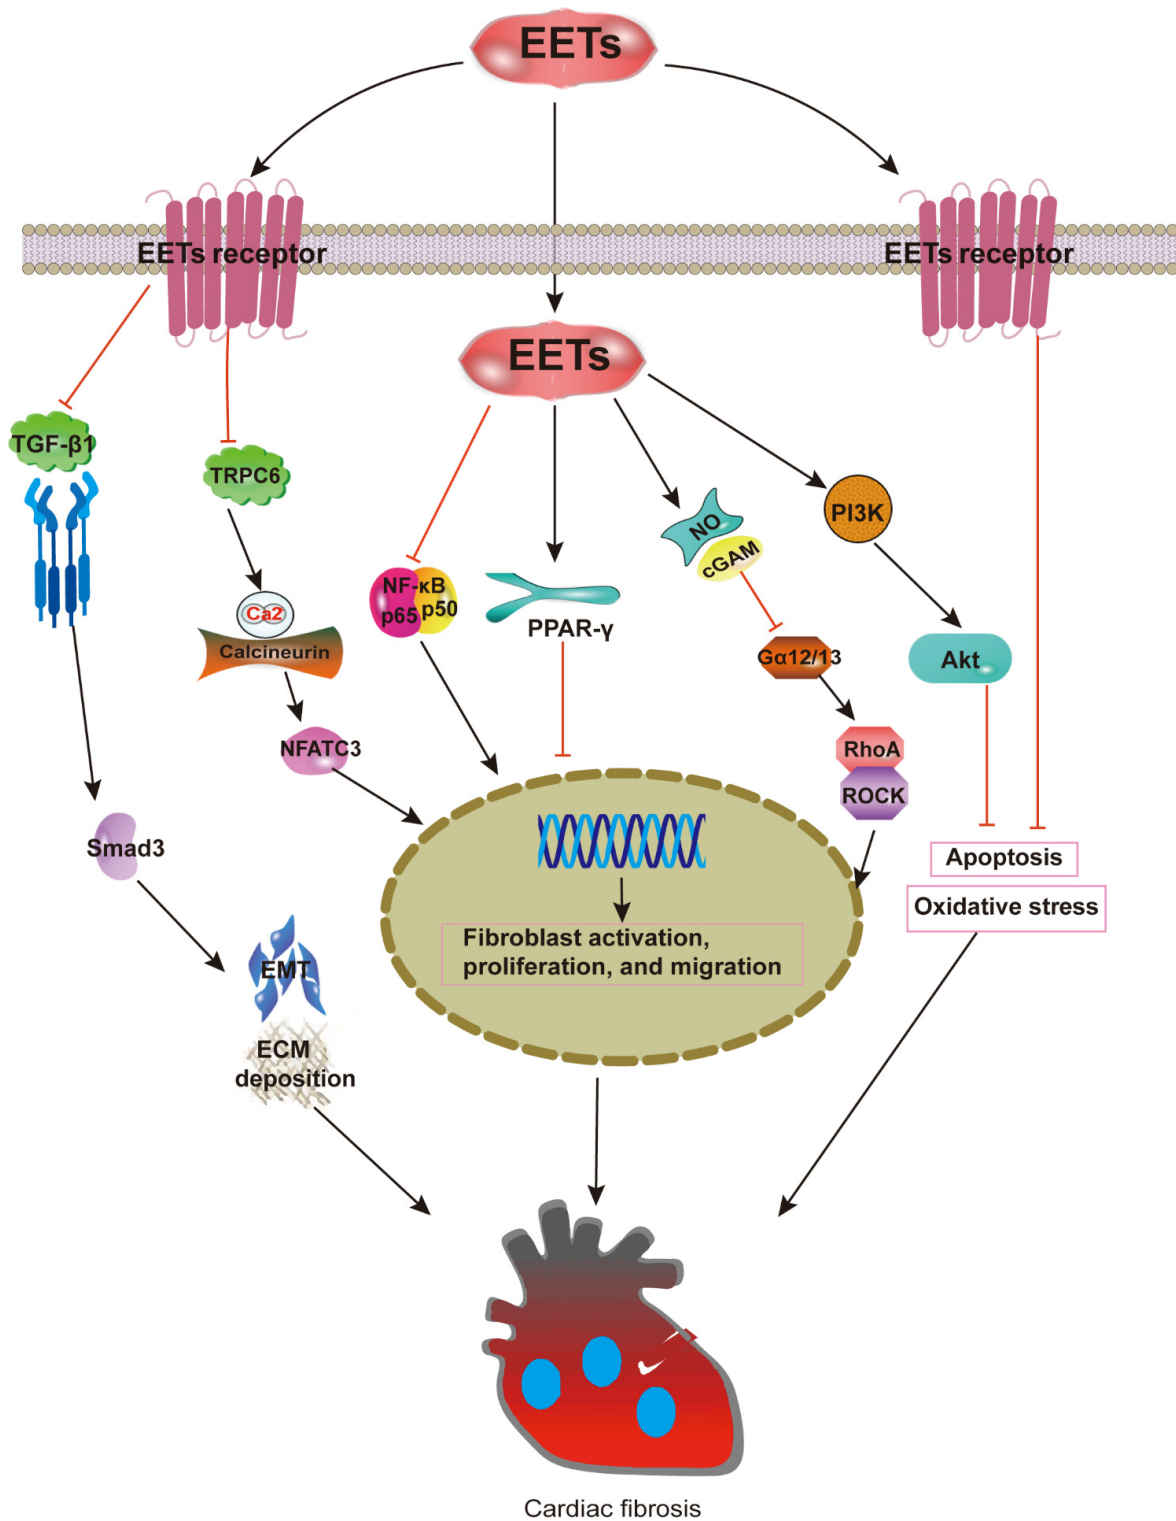 EETs
EETs receptor
EETs receptor
EETs
TGF-β1
TRPC6
PI3K
NO
cGAM
NF-κB
p65
p50
Ca2
PPAR-γ
Calcineurin
Gα12/13
Akt
NFATC3
RhoA
ROCK
Smad3
Apoptosis
Oxidative stress
Fibroblast activation,
proliferation, and migration
EMT
ECM
deposition
Cardiac fibrosis